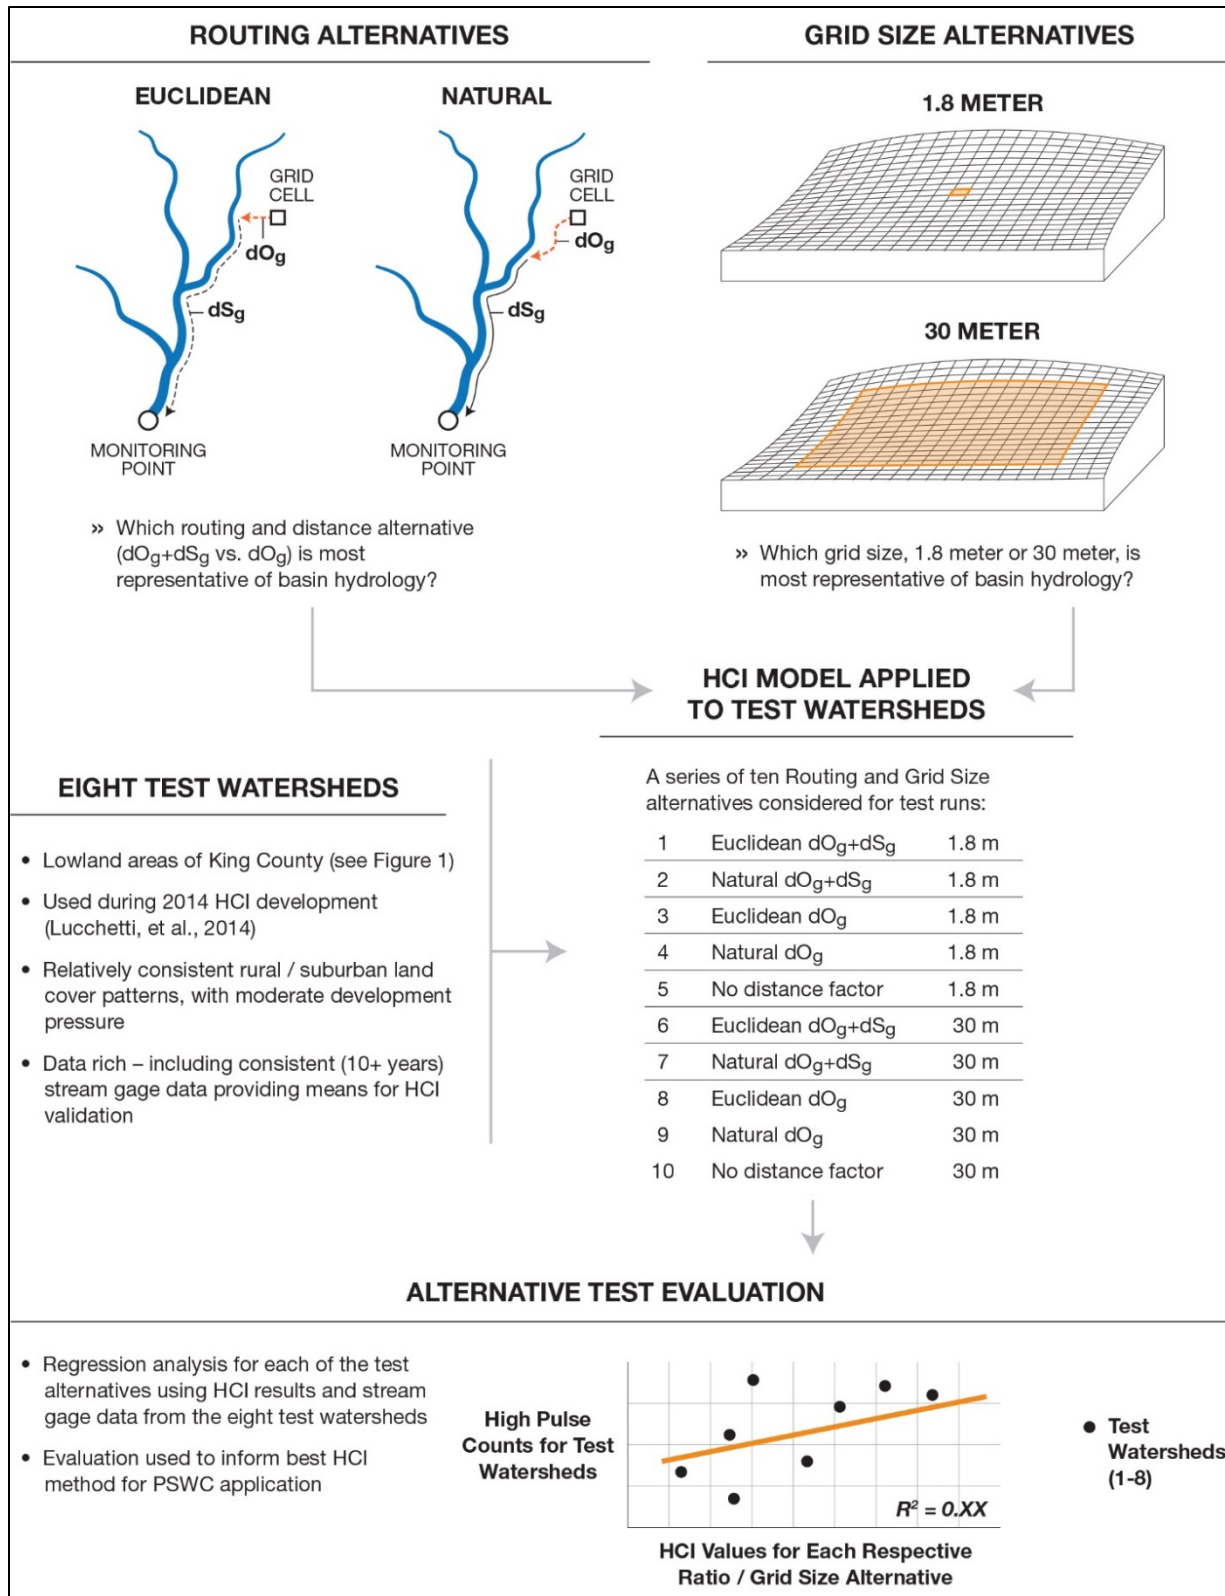 ROUTING ALTERNATIVES
EUCLIDEAN
NATURAL
GRID
CELL
dOg
dSg
MONITORING
POINT
GRID
CELL
dOg
dSg
MONITORING
POINT
» Which routing and distance alternative
(dOg+dSg vs. dOg) is most
representative of basin hydrology?
GRID SIZE ALTERNATIVES
1.8 METER
30 METER
» Which grid size, 1.8 meter or 30 meter, is
most representative of basin hydrology?
HCI MODEL APPLIED
TO TEST WATERSHEDS
EIGHT TEST WATERSHEDS
• Lowland areas of King County (see Figure 1)
• Used during 2014 HCI development
(Lucchetti, et al., 2014)
• Relatively consistent rural / suburban land
cover patterns, with moderate development
pressure
• Data rich – including consistent (10+ years)
stream gage data providing means for HCI
validation
A series of ten Routing and Grid Size
alternatives considered for test runs:
1 Euclidean dOg+dSg 1.8 m
2 Natural dOg+dSg 1.8 m
3 Euclidean dOg 1.8 m
4 Natural dOg 1.8 m
5 No distance factor 1.8 m
6 Euclidean dOg+dSg 30 m
7 Natural dOg+dSg 30 m
8 Euclidean dOg 30 m
9 Natural dOg 30 m
10 No distance factor 30 m
ALTERNATIVE TEST EVALUATION
• Regression analysis for each of the test
alternatives using HCI results and stream
gage data from the eight test watersheds
• Evaluation used to inform best HCI
method for PSWC application
High Pulse
Counts for Test
Watersheds
R² = 0.XX
HCI Values for Each Respective
Ratio / Grid Size Alternative
• Test
Watersheds
(1-8)